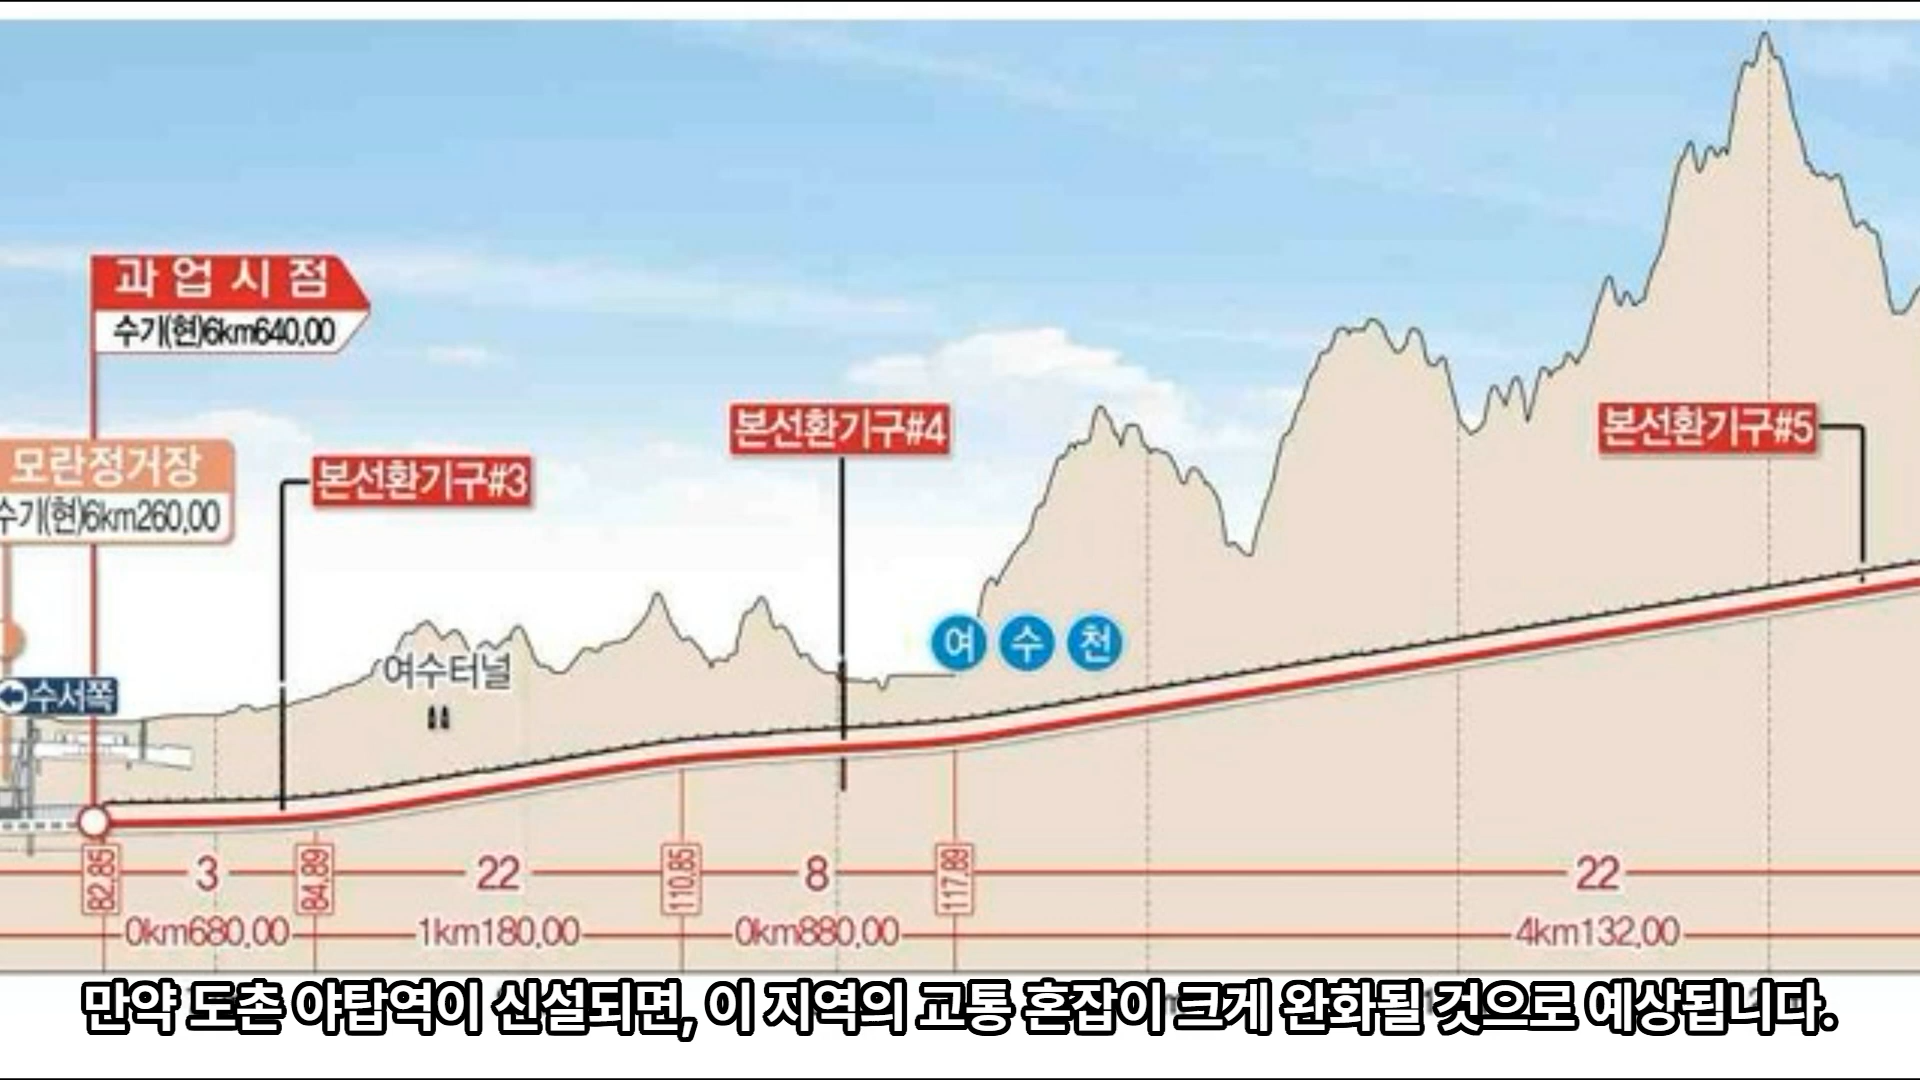 과업시점
수기(현)6km640.00
본선환기구#4
본선환기구#5
모란정거장
수기(현)6km260.00
본선환기구#3
여수천
여수터널
수서쪽
82.85
3
84.89
22
110.85
8
117.89
22
0km680.00
1km180.00
0km880.00
4km132.00
만약 도촌 야탑역이 신설되면, 이 지역의 교통 혼잡이 크게 완화될 것으로 예상됩니다.